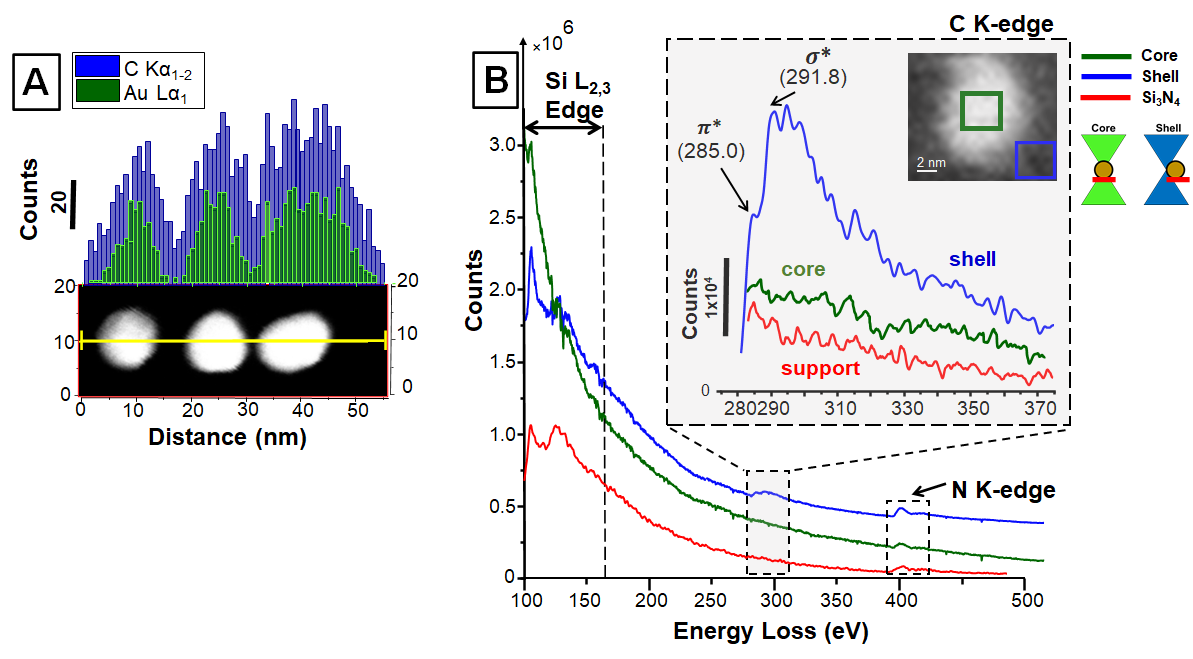 A
C Kα1-2
Au Lα1
Counts
20
20
10
0
20
10
0
0 10 20 30 40 50
Distance (nm)
B
×10 6
Si L2,3
Edge
3.0
2.5
2.0
1.5
1.0
0.5
0
Counts
100 150 200 250 300 350 400 450 500
Energy Loss (eV)
N K-edge
C K-edge
σ*
(291.8)
π*
(285.0)
2 nm
shell
core
support
Counts
1x10⁴
0
280 290 310 330 350 370
Core
Shell
Si3N4
Core Shell